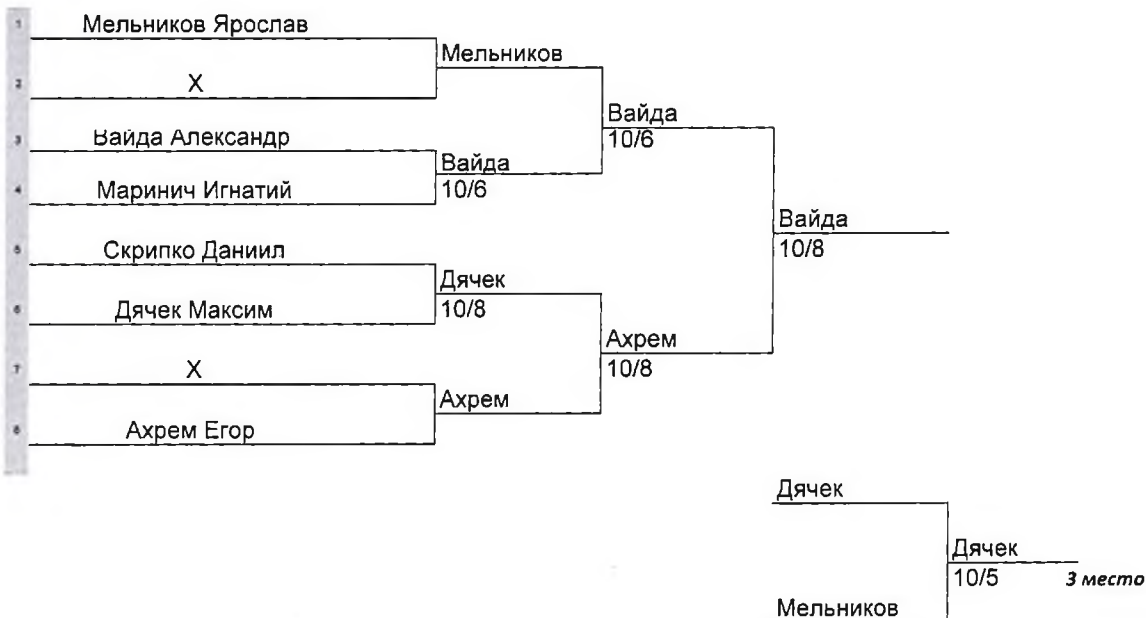 1 Мельников Ярослав
Мельников
2 X
Вайда
10/6
3 Вайда Александр
Вайда
10/6
4 Маринич Игнатий
Вайда
10/8
5 Скрипко Даниил
Дячек
10/8
6 Дячек Максим
Ахрем
10/8
7 X
Ахрем
8 Ахрем Егор
Дячек
Дячек
10/5 3 место
Мельников